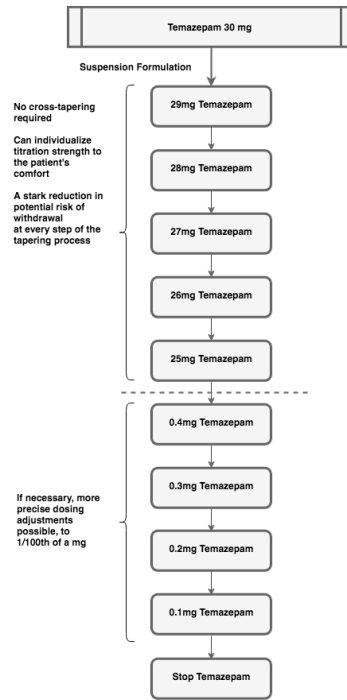 Temazepam 30 mg
Suspension Formulation
No cross-tapering
required
Can individualize
titration strength to
the patient's
comfort
A stark reduction in
potential risk of
withdrawal
at every step of the
tapering process
29mg Temazepam
28mg Temazepam
27mg Temazepam
26mg Temazepam
25mg Temazepam
If necessary, more
precise dosing
adjustments
possible, to
1/100th of a mg
0.4mg Temazepam
0.3mg Temazepam
0.2mg Temazepam
0.1mg Temazepam
Stop Temazepam